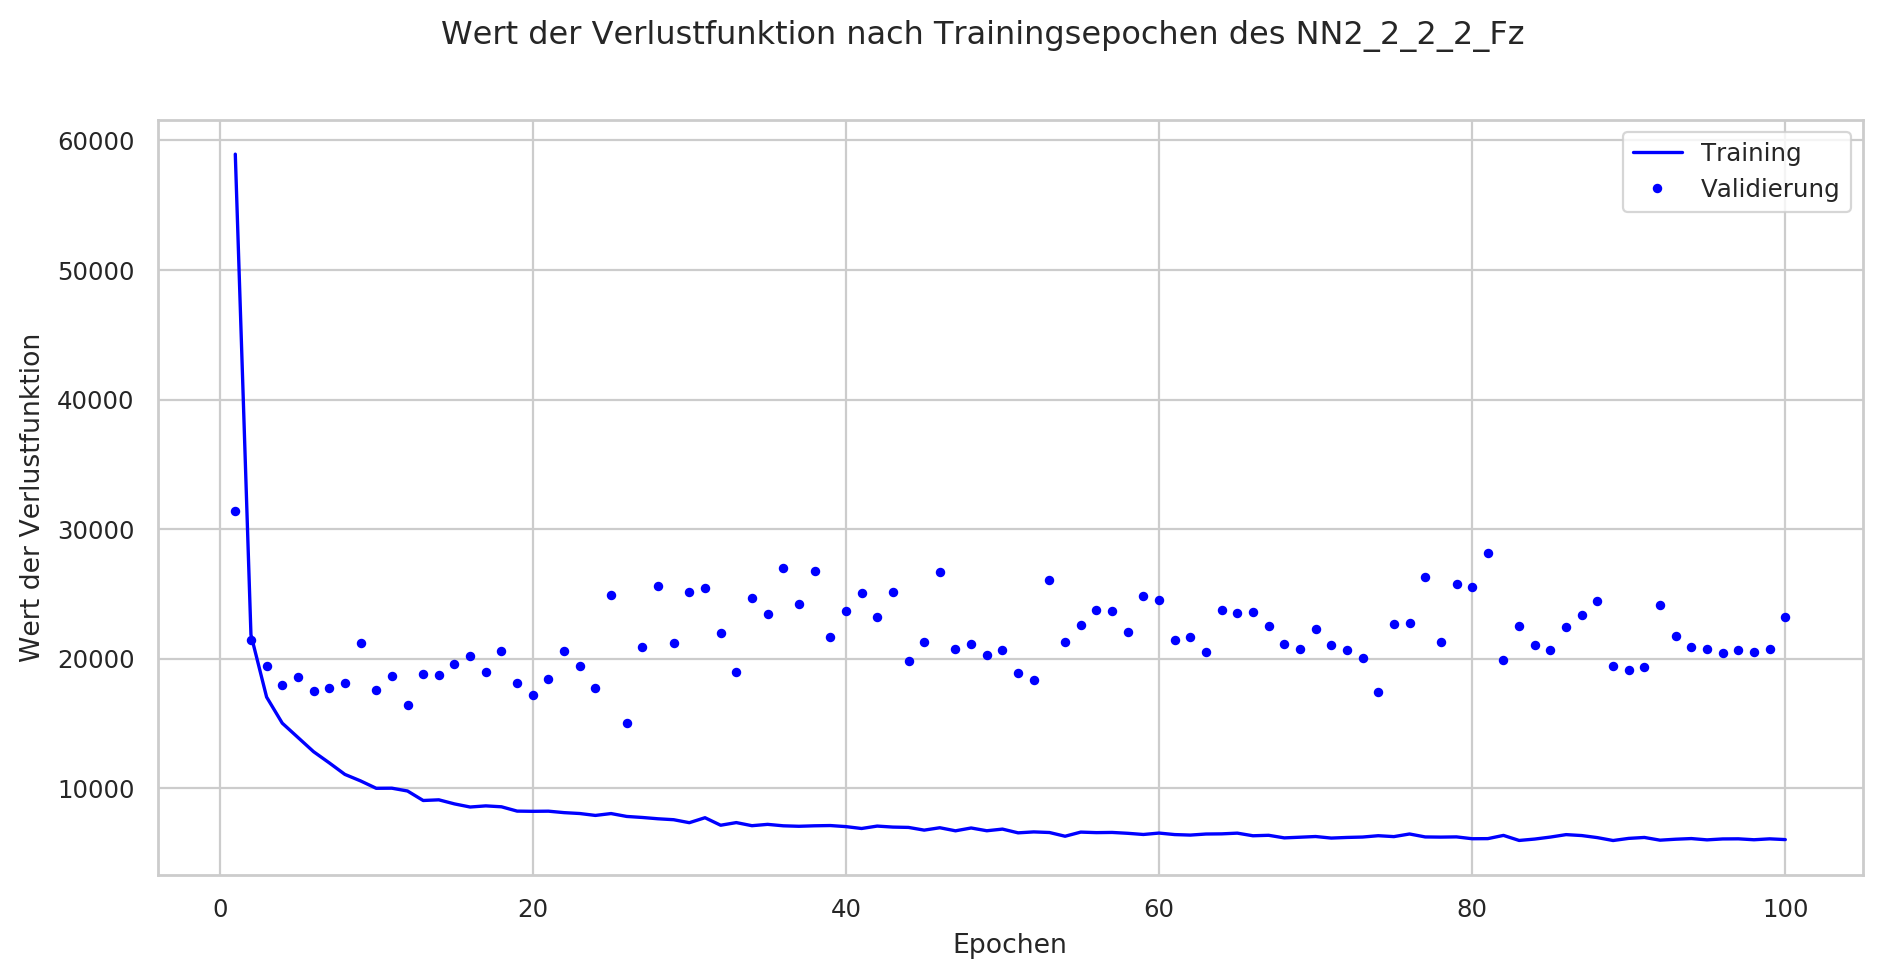 Wert der Verlustfunktion nach Trainingsepochen des NN2_2_2_2_Fz
Training
Validierung
Wert der Verlustfunktion
60000
50000
40000
30000
20000
10000
0 20 40 60 80 100
Epochen